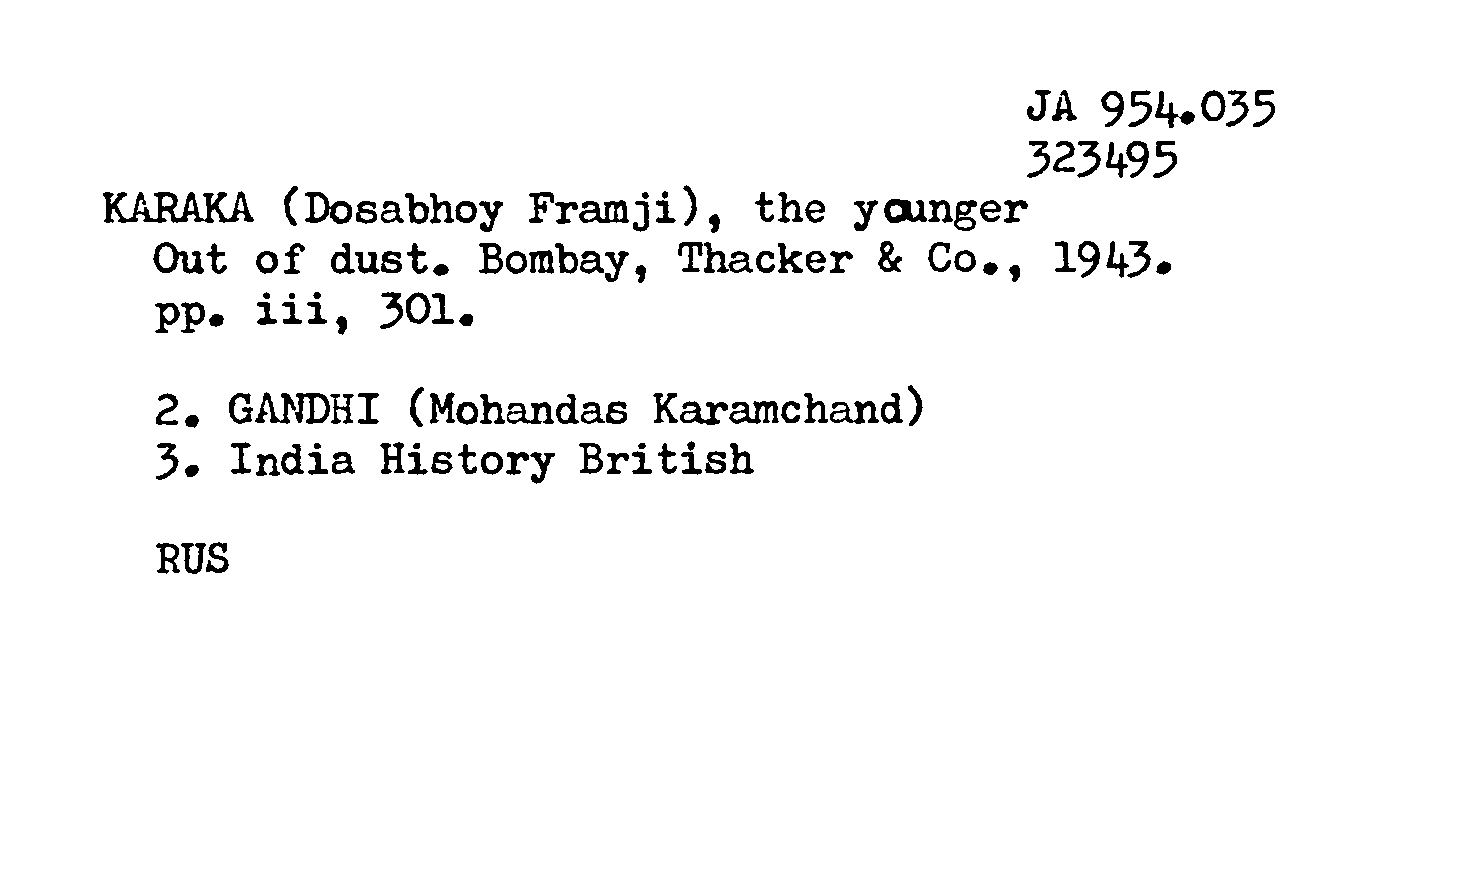 JA 954.035
323495
KARAKA (Dosabhoy Framji), the younger
Out of dust. Bombay, Thacker & Co., 1943.
pp. iii, 301.
2. GANDHI (Mohandas Karamchand)
3. India History British
RUS